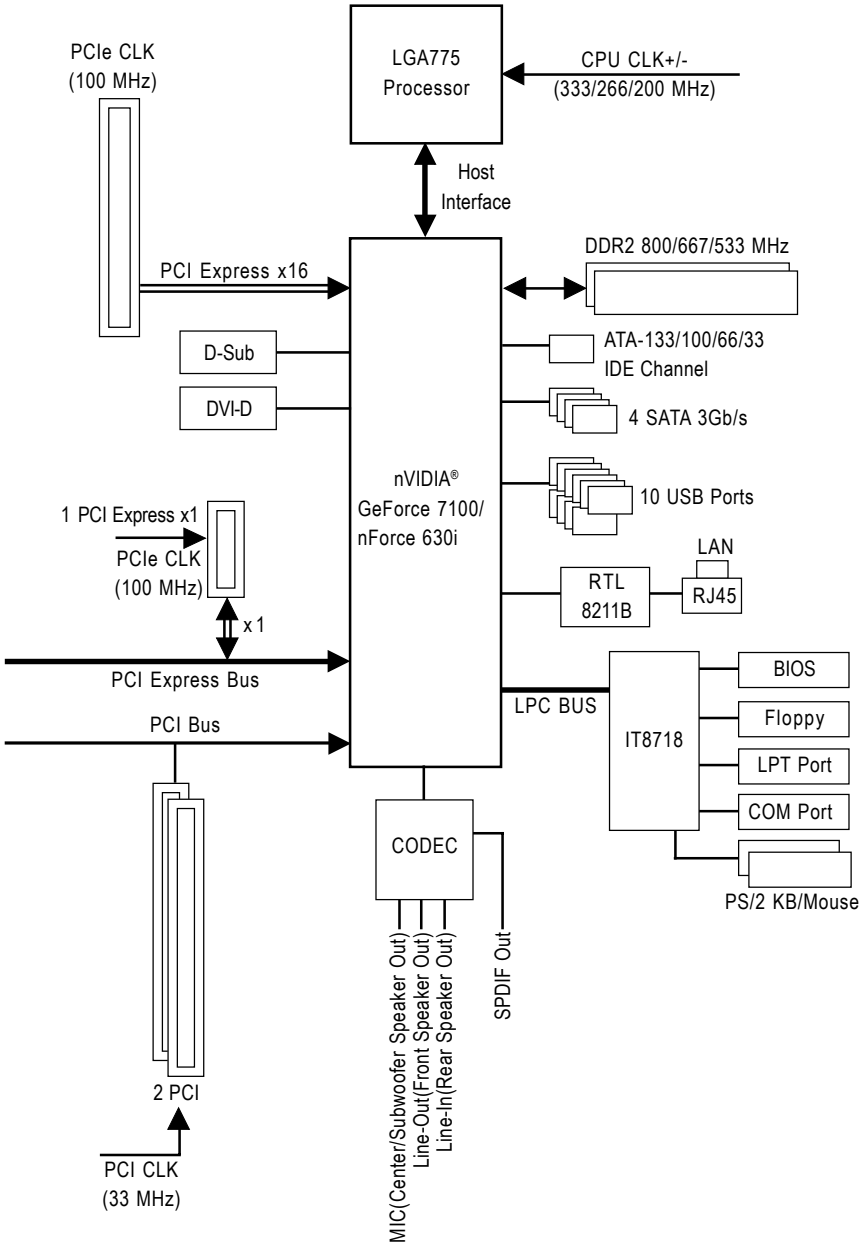 PCIe CLK
(100 MHz)
LGA775
Processor
CPU CLK+/-
(333/266/200 MHz)
Host
Interface
DDR2 800/667/533 MHz
PCI Express x16
D-Sub
ATA-133/100/66/33
IDE Channel
DVI-D
4 SATA 3Gb/s
nVIDIA®
GeForce 7100/
nForce 630i
10 USB Ports
1 PCI Express x1
PCIe CLK
(100 MHz)
x 1
LAN
RTL
8211B
RJ45
PCI Express Bus
LPC BUS
IT8718
BIOS
PCI Bus
Floppy
LPT Port
COM Port
PS/2 KB/Mouse
CODEC
MIC(Center/Subwoofer Speaker Out)
Line-Out(Front Speaker Out)
Line-In(Rear Speaker Out)
SPDIF Out
2 PCI
PCI CLK
(33 MHz)